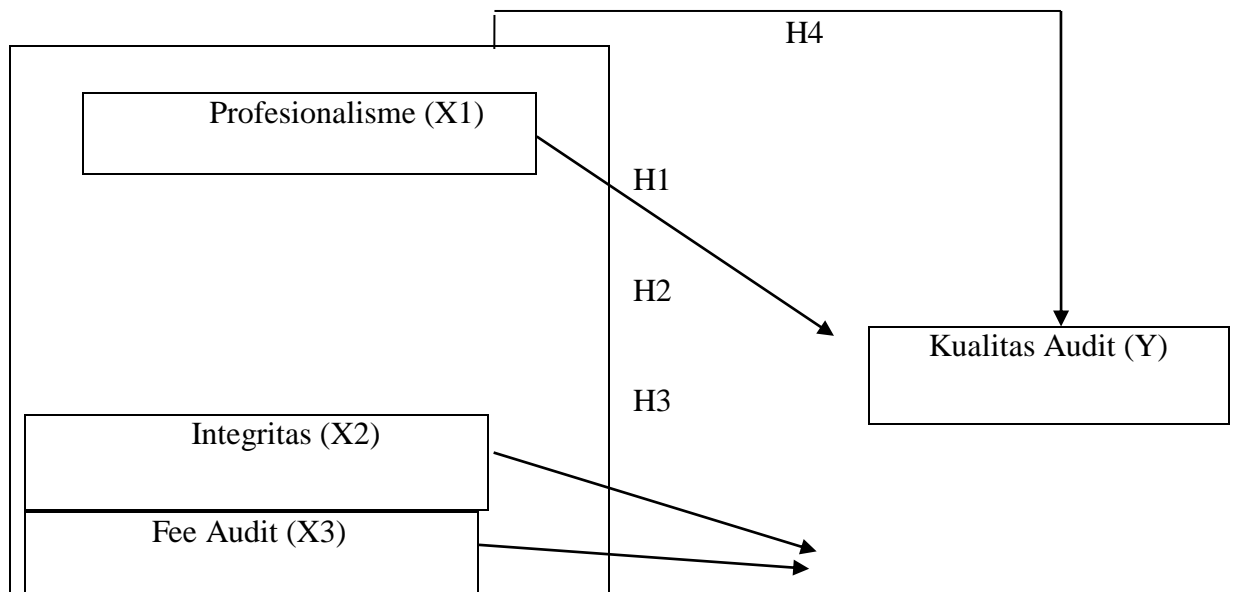 H4
Profesionalisme (X1)
H1
H2
Kualitas Audit (Y)
H3
Integritas (X2)
Fee Audit (X3)